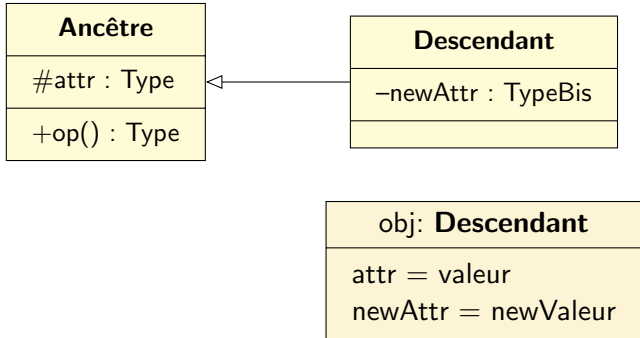 Ancêtre
#attr : Type
+op() : Type
Descendant
–newAttr : TypeBis
obj: Descendant
attr = valeur
newAttr = newValeur